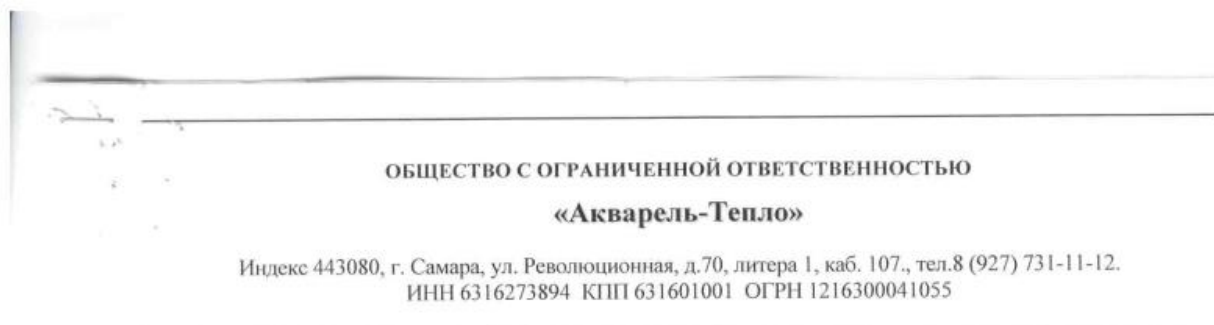 ОБЩЕСТВО С ОГРАНИЧЕННОЙ ОТВЕТСТВЕННОСТЬЮ
«Акварель-Тепло»
Индекс 443080, г. Самара, ул. Революционная, д.70, литера 1, каб. 107., тел.8 (927) 731-11-12.
ИНН 6316273894 КПП 631601001 ОГРН 1216300041055